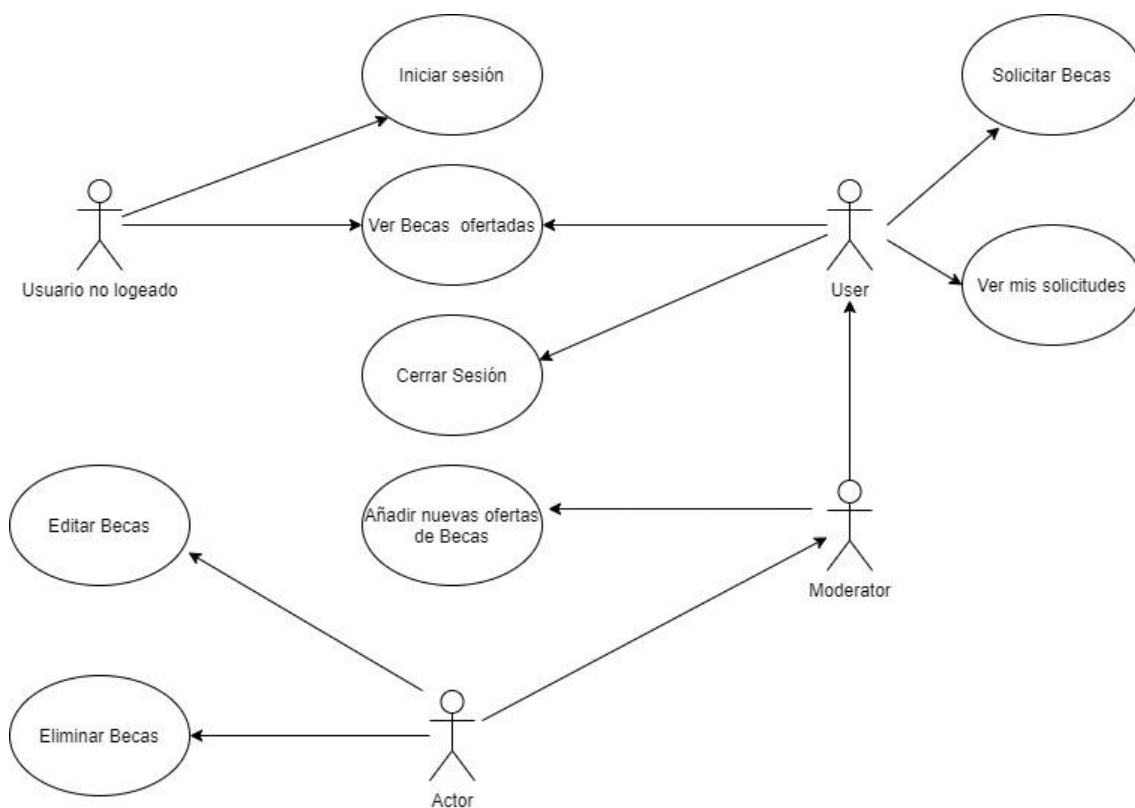 Iniciar sesión
Solicitar Becas
Ver Becas ofertadas
Usuario no logeado
User
Ver mis solicitudes
Cerrar Sesión
Editar Becas
Añadir nuevas ofertas
de Becas
Moderator
Eliminar Becas
Actor